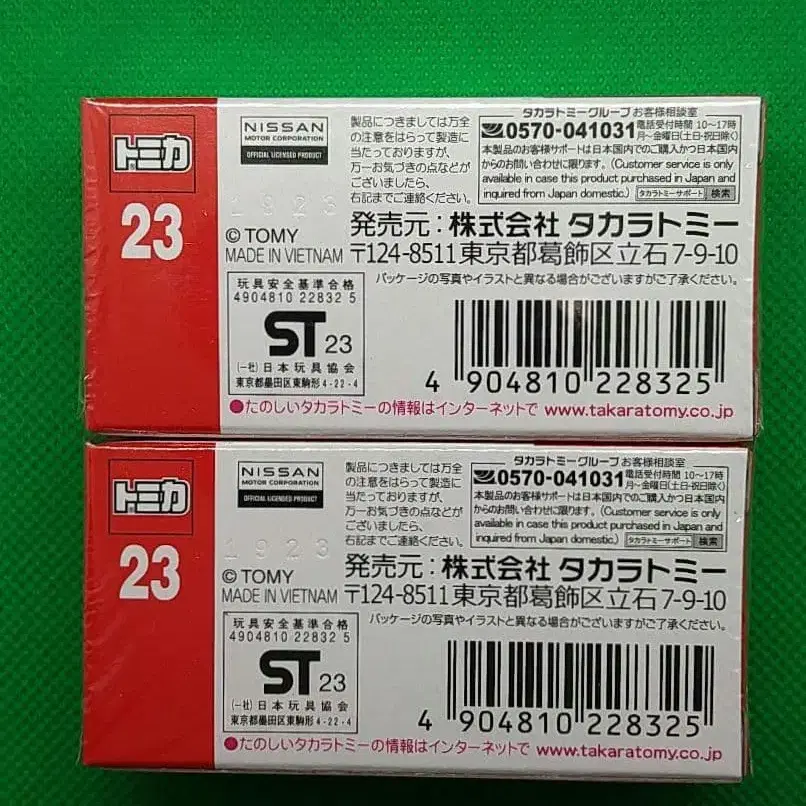 トミカ
23
NISSAN
MOTOR CORPORATION
OFFICIAL LICENSED PRODUCT
1923
© TOMY
MADE IN VIETNAM
製品につきましては万全
の注意をはらって製造に
当たっておりますが、
万一お気づきの点などが
ございましたら、
右記までご連絡ください。
タカラトミーグループお客様相談室
0570-041031 電話受付時間 10〜17時
月〜金曜日(土・日・祝日除く)
本製品のお客様サポートは日本国内でのご購入かつ日本国内
からのお問い合わせに限ります。(Customer service is only
available in case this product purchased in Japan and
inquired from Japan domestic.) タカラトミーサポート 検索
発売元:株式会社 タカラトミー
〒124-8511東京都葛飾区立石7-9-10
パッケージの写真やイラストと異なる場合がございますがご了承ください。
玩具安全基準合格
4904810 22832 5
ST 23
(一社)日本玩具協会
東京都墨田区東駒形4-22-4
4 904810 228325
●たのしいタカラトミーの情報はインターネットで www.takaratomy.co.jp
トミカ
23
NISSAN
MOTOR CORPORATION
OFFICIAL LICENSED PRODUCT
1923
© TOMY
MADE IN VIETNAM
製品につきましては万全
の注意をはらって製造に
当たっておりますが、
万一お気づきの点などが
ございましたら、
右記までご連絡ください。
タカラトミーグループお客様相談室
0570-041031 電話受付時間 10〜17時
月〜金曜日(土・日・祝日除く)
本製品のお客様サポートは日本国内でのご購入かつ日本国内
からのお問い合わせに限ります。(Customer service is only
available in case this product purchased in Japan and
inquired from Japan domestic.) タカラトミーサポート 検索
発売元:株式会社 タカラトミー
〒124-8511東京都葛飾区立石7-9-10
パッケージの写真やイラストと異なる場合がございますがご了承ください。
玩具安全基準合格
4904810 22832 5
ST 23
(一社)日本玩具協会
東京都墨田区東駒形4-22-4
4 904810 228325
●たのしいタカラトミーの情報はインターネットで www.takaratomy.co.jp